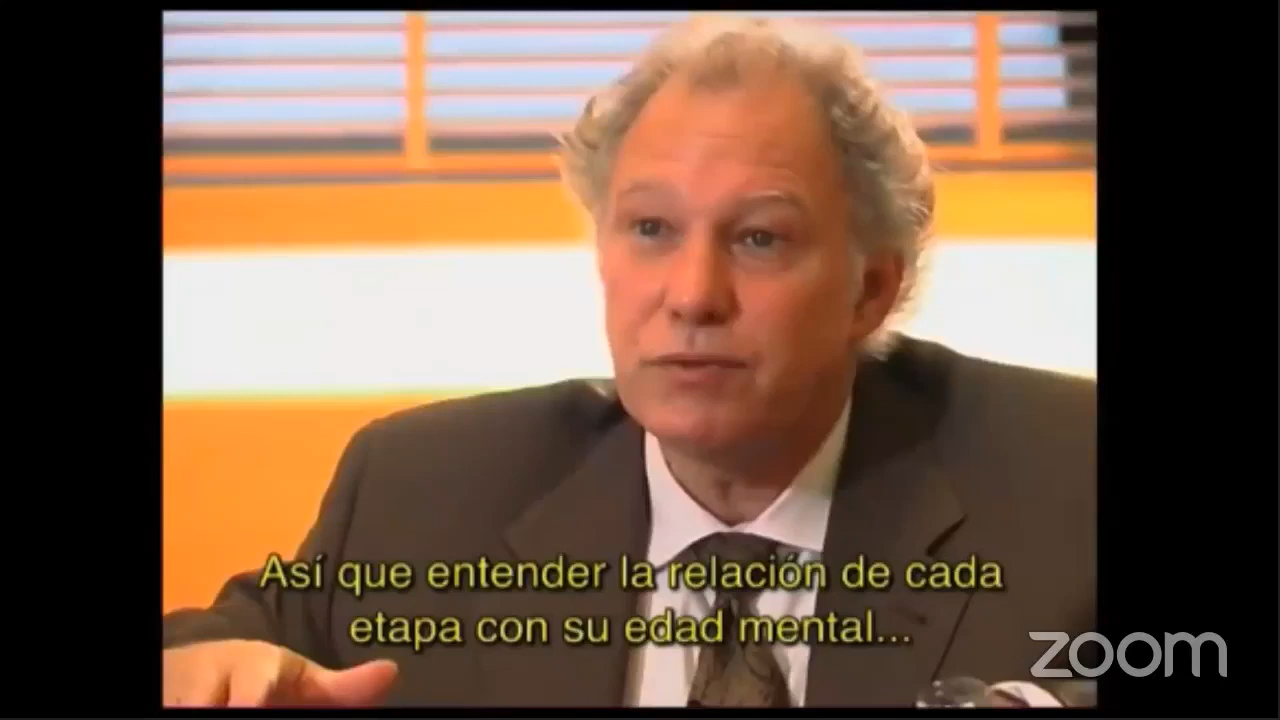 Así que entender la relación de cada
etapa con su edad mental...
zoom